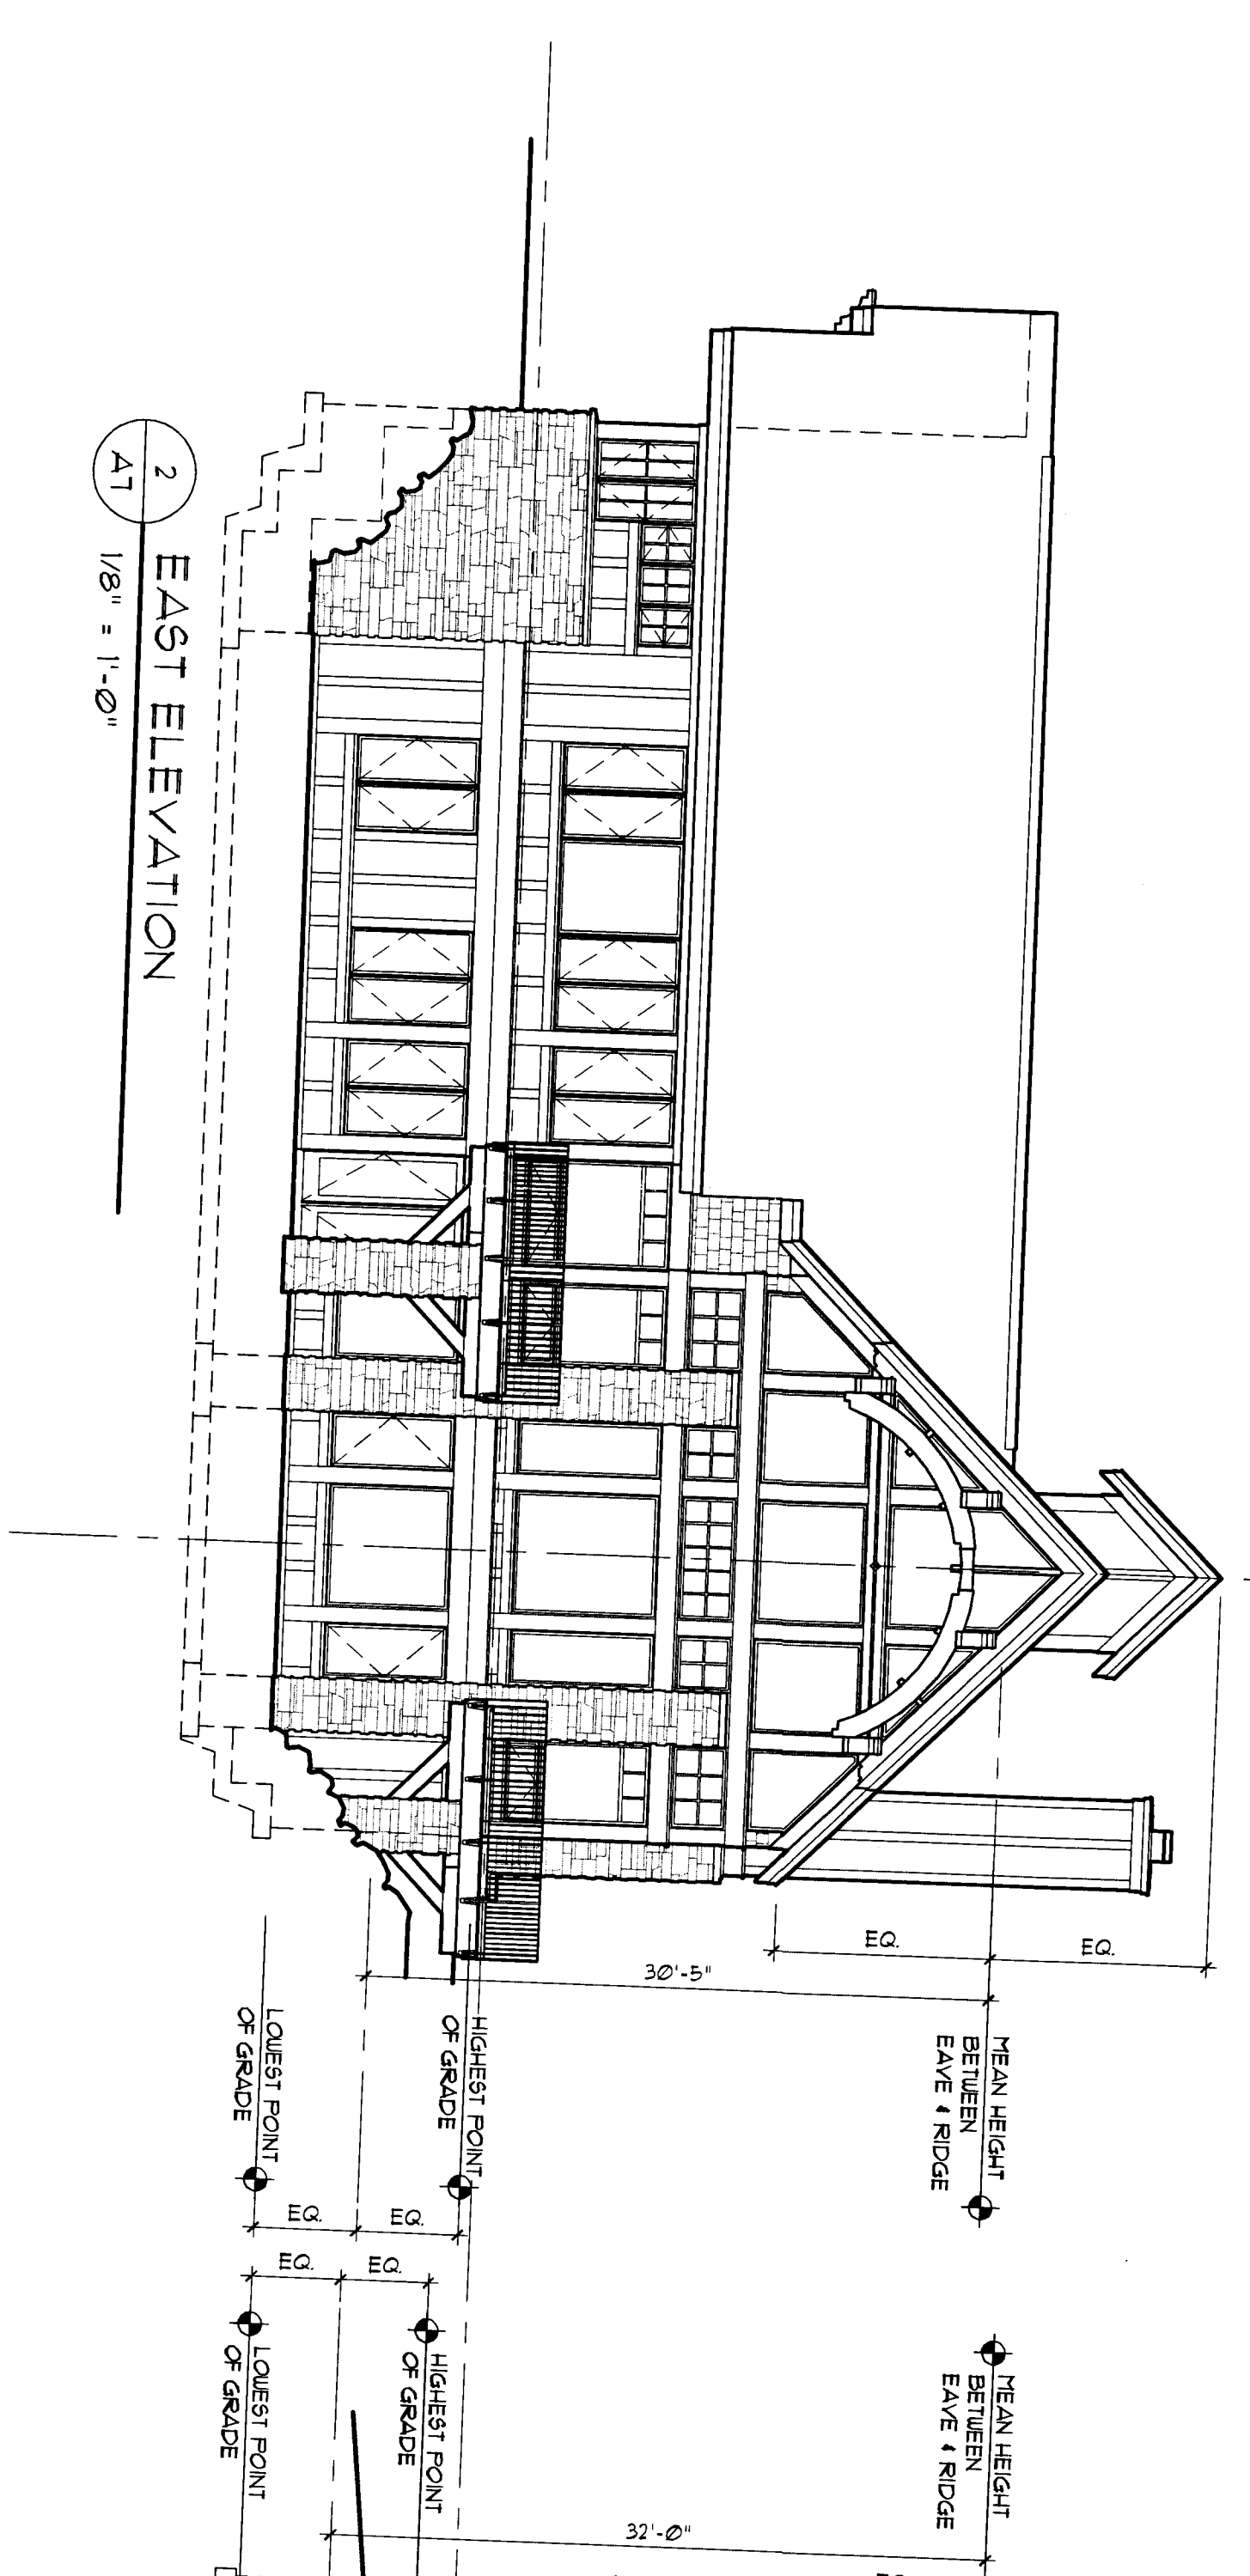 2
A7
EAST ELEVATION
1/8" = 1'-0"
EQ.
EQ.
30'-5"
MEAN HEIGHT
BETWEEN
EAVE & RIDGE
HIGHEST POINT
OF GRADE
LOWEST POINT
OF GRADE
EQ.
EQ.
EQ.
EQ.
MEAN HEIGHT
BETWEEN
EAVE & RIDGE
HIGHEST POINT
OF GRADE
LOWEST POINT
OF GRADE
32'-0"